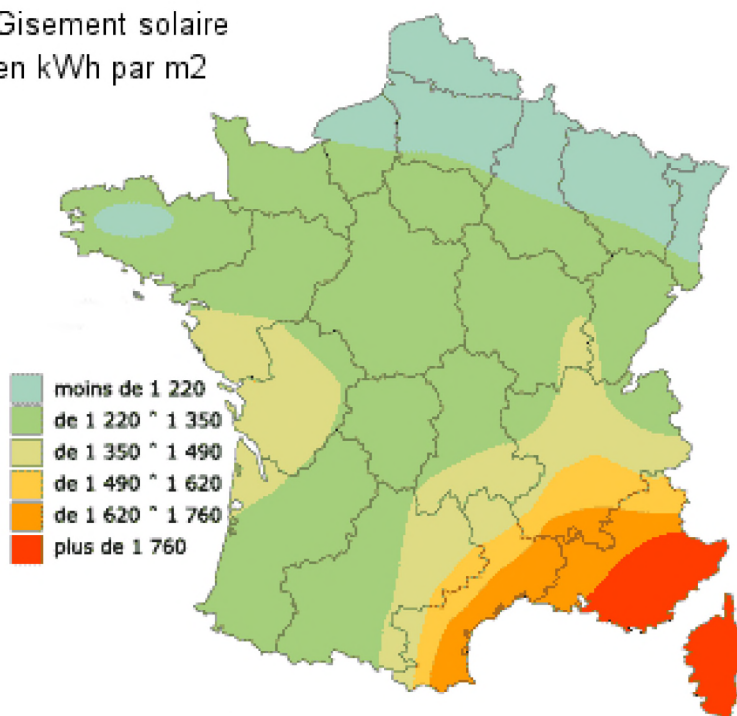 Gisement solaire
en kWh par m2
moins de 1 220
de 1 220 ˆ 1 350
de 1 350 ˆ 1 490
de 1 490 ˆ 1 620
de 1 620 ˆ 1 760
plus de 1 760